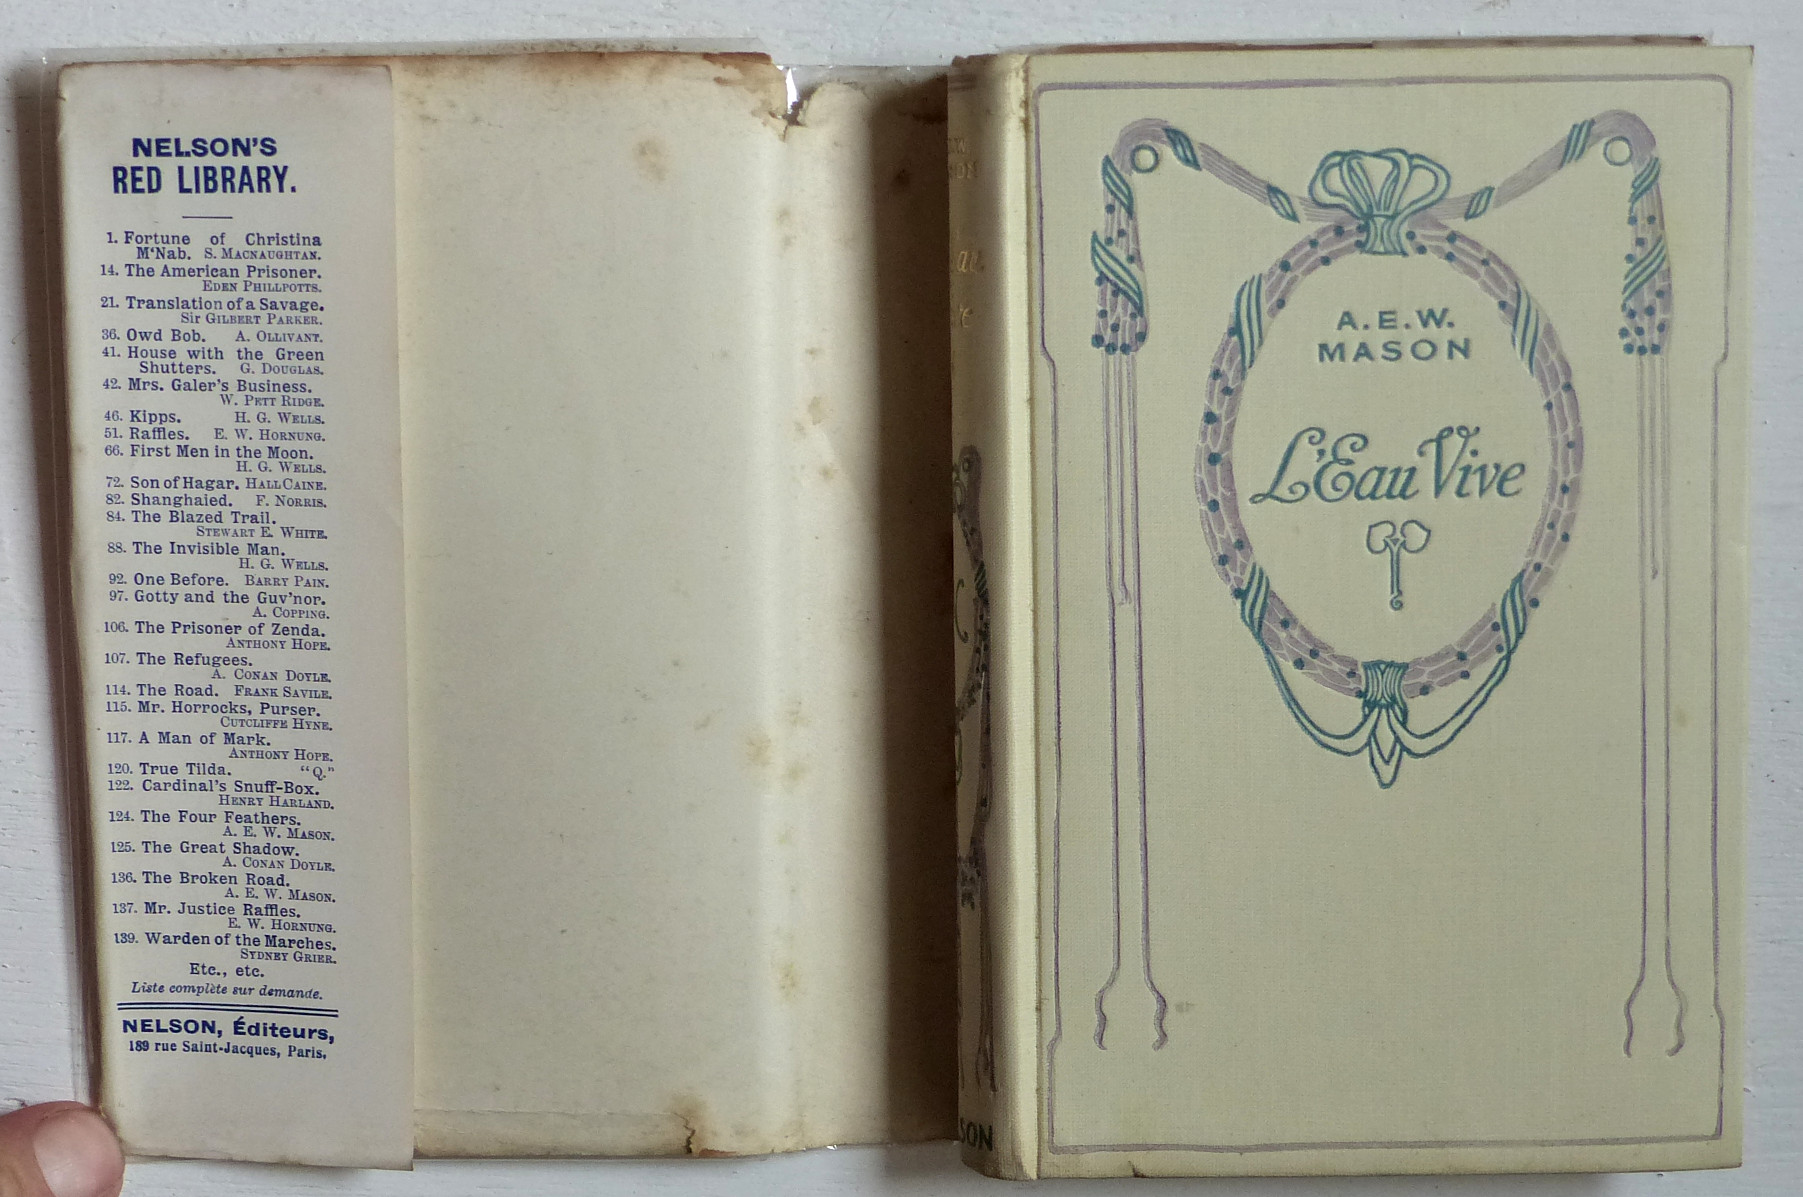 NELSON'S
RED LIBRARY.
1. Fortune of Christina
M'Nab. S. MACNAUGHTAN.
14. The American Prisoner.
EDEN PHILLPOTTS.
21. Translation of a Savage.
Sir GILBERT PARKER.
36. Owd Bob. A. OLLIVANT.
41. House with the Green
Shutters. G. DOUGLAS.
42. Mrs. Galer's Business.
W. PETT RIDGE.
46. Kipps. H. G. WELLS.
51. Raffles. E. W. HORNUNG.
66. First Men in the Moon.
H. G. WELLS.
72. Son of Hagar. HALL CAINE.
82. Shanghaied. F. NORRIS.
84. The Blazed Trail.
STEWART E. WHITE.
88. The Invisible Man.
H. G. WELLS.
92. One Before. BARRY PAIN.
97. Gotty and the Guv'nor.
A. COPPING.
106. The Prisoner of Zenda.
ANTHONY HOPE.
107. The Refugees.
A. CONAN DOYLE.
114. The Road. FRANK SAVILE.
115. Mr. Horrocks, Purser.
CUTCLIFFE HYNE.
117. A Man of Mark.
ANTHONY HOPE.
120. True Tilda. "Q."
122. Cardinal's Snuff-Box.
HENRY HARLAND.
124. The Four Feathers.
A. E. W. MASON.
125. The Great Shadow.
A. CONAN DOYLE.
136. The Broken Road.
A. E. W. MASON.
137. Mr. Justice Raffles.
E. W. HORNUNG.
139. Warden of the Marches.
SYDNEY GRIER.
Etc., etc.
Liste complète sur demande.
NELSON, Éditeurs,
189 rue Saint-Jacques, Paris.
A. E. W.
MASON
L'Eau Vive